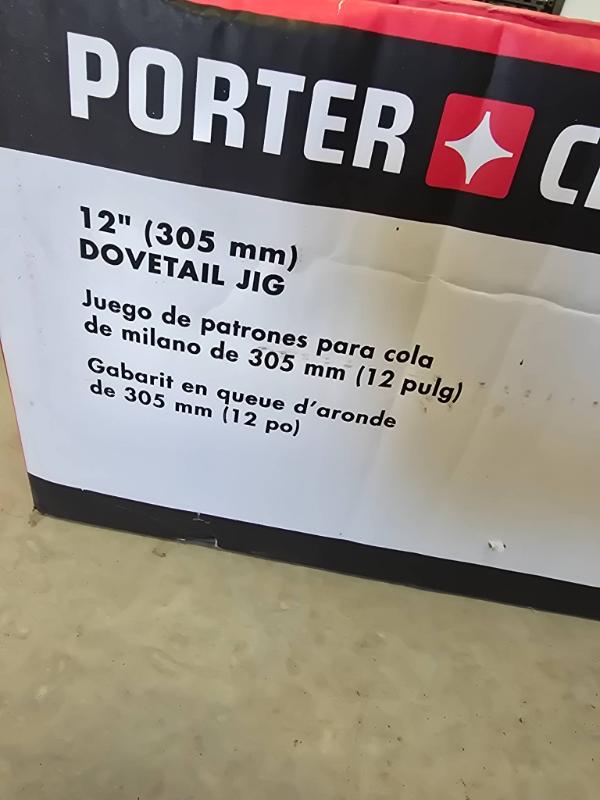 PORTER
12" (305 mm)
DOVETAIL JIG
Juego de patrones para cola
de milano de 305 mm (12 pulg)
Gabarit en queue d'aronde
de 305 mm (12 po)